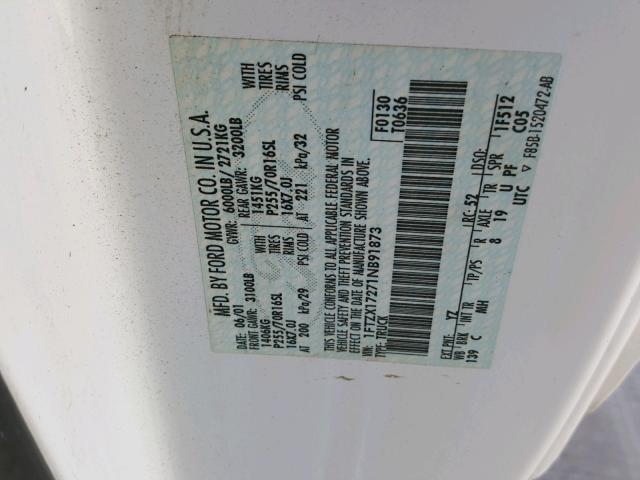 MFD. BY FORD MOTOR CO. IN U.S.A.
DATE: 06/01 GVWR: 6000LB/ 2721KG
FRONT GAWR: 3100LB REAR GAWR: 3200LB
1406KG WITH 1451KG WITH
P255/70R16SL TIRES P255/70R16SL TIRES
16X7.0J RIMS 16X7.0J RIMS
AT 200 kPa/29 PSI COLD AT 221 kPa/32 PSI COLD
THIS VEHICLE CONFORMS TO ALL APPLICABLE FEDERAL MOTOR
VEHICLE SAFETY AND THEFT PREVENTION STANDARDS IN
EFFECT ON THE DATE OF MANUFACTURE SHOWN ABOVE.
VIN: 1FTZX17271NB91873 F0130
TYPE: TRUCK T0636
EXT PNT: YZ RC: 52 DSO:
WB BRK INT TR TP/PS R AXLE TR SPR 1F512
139 C MH 8 19 U PF C05
UTC ▽ F85B-1520472-AB